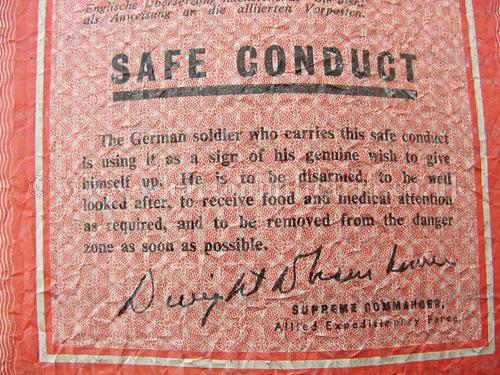 Englische Übersetzung
als Anweisung an die alliierten Vorposten.
SAFE CONDUCT
The German soldier who carries this safe conduct
is using it as a sign of his genuine wish to give
himself up. He is to be disarmed, to be well
looked after, to receive food and medical attention
as required, and to be removed from the danger
zone as soon as possible.
Dwight D Eisenhower
SUPREME COMMANDER,
Allied Expeditionary Force